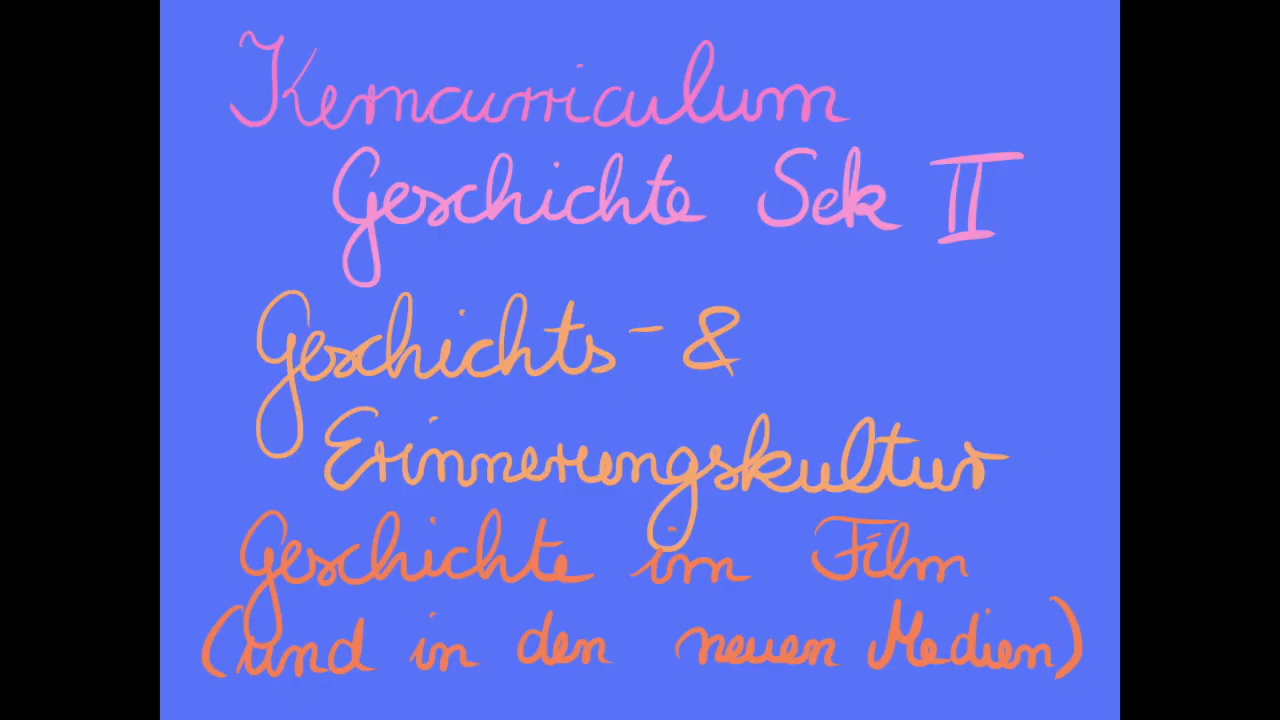 Kerncurriculum
Geschichte Sek II
Geschichts- &
Erinnerungskultur
Geschichte im Film
(und in den neuen Medien)